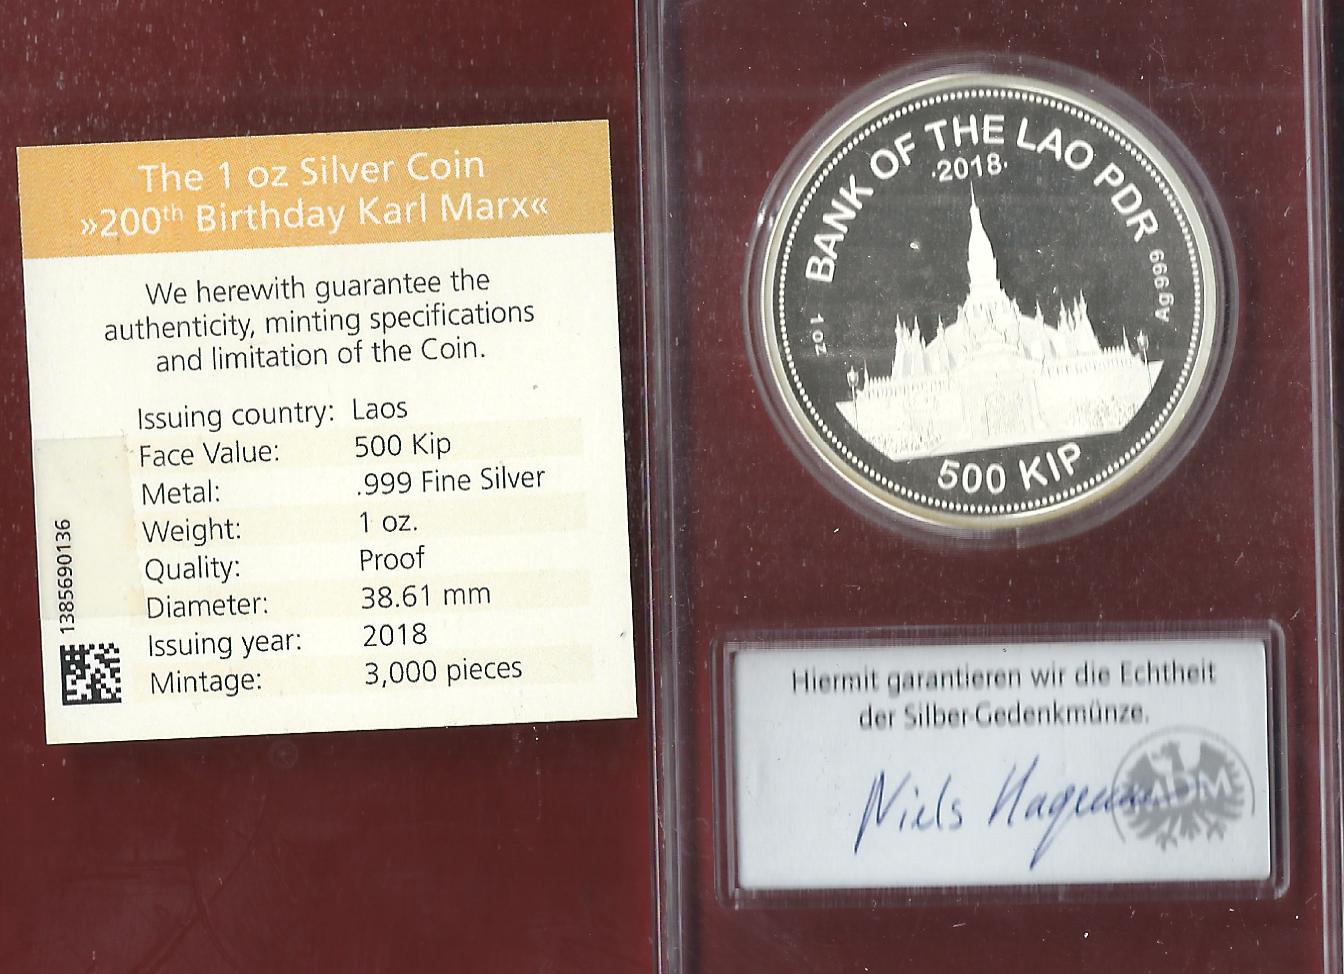 The 1 oz Silver Coin
»200th Birthday Karl Marx«
We herewith guarantee the
authenticity, minting specifications
and limitation of the Coin.
Issuing country: Laos
Face Value: 500 Kip
Metal: .999 Fine Silver
Weight: 1 oz.
Quality: Proof
Diameter: 38.61 mm
Issuing year: 2018
Mintage: 3,000 pieces
1385690136
BANK OF THE LAO PDR
·2018·
1 oz
Ag 999
500 KIP
Hiermit garantieren wir die Echtheit
der Silber-Gedenkmünze.
Niels
ADM